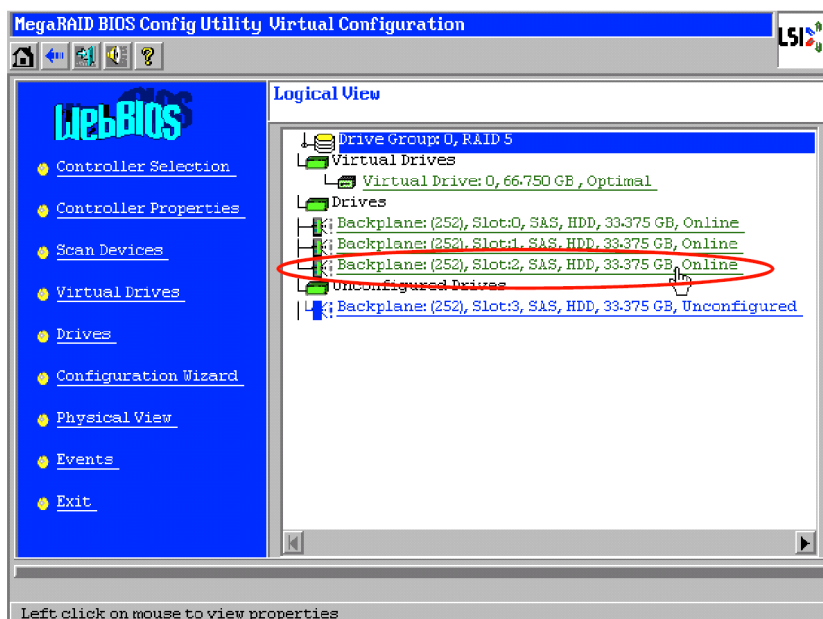 MegaRAID BIOS Config Utility Virtual Configuration
LSI
Logical View
WebBIOS
Controller Selection
Controller Properties
Scan Devices
Virtual Drives
Drives
Configuration Wizard
Physical View
Events
Exit
Drive Group: 0, RAID 5
Virtual Drives
Virtual Drive: 0, 66.750 GB, Optimal
Drives
Backplane: (252), Slot:0, SAS, HDD, 33.375 GB, Online
Backplane: (252), Slot:1, SAS, HDD, 33.375 GB, Online
Backplane: (252), Slot:2, SAS, HDD, 33.375 GB, Online
Unconfigured Drives
Backplane: (252), Slot:3, SAS, HDD, 33.375 GB, Unconfigured
Left click on mouse to view properties